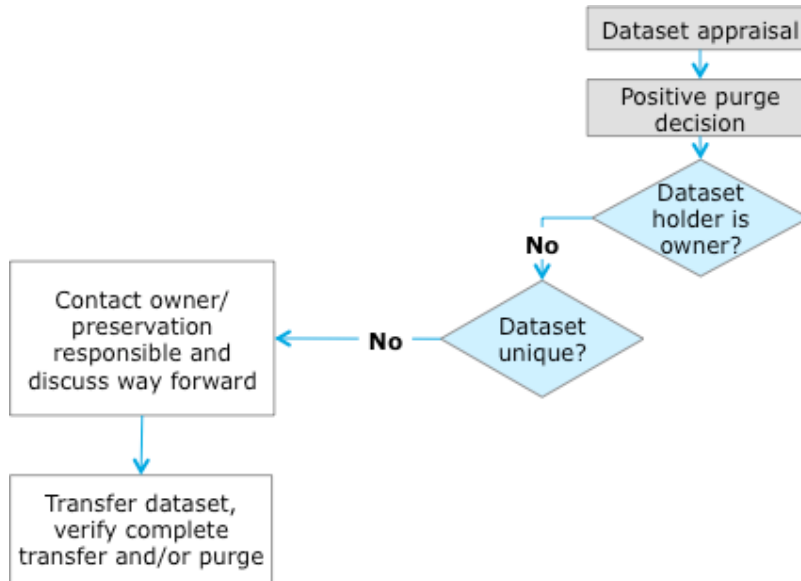 Dataset appraisal
Positive purge
decision
Dataset
holder is
owner?
No
Dataset
unique?
No
Contact owner/
preservation
responsible and
discuss way forward
Transfer dataset,
verify complete
transfer and/or purge